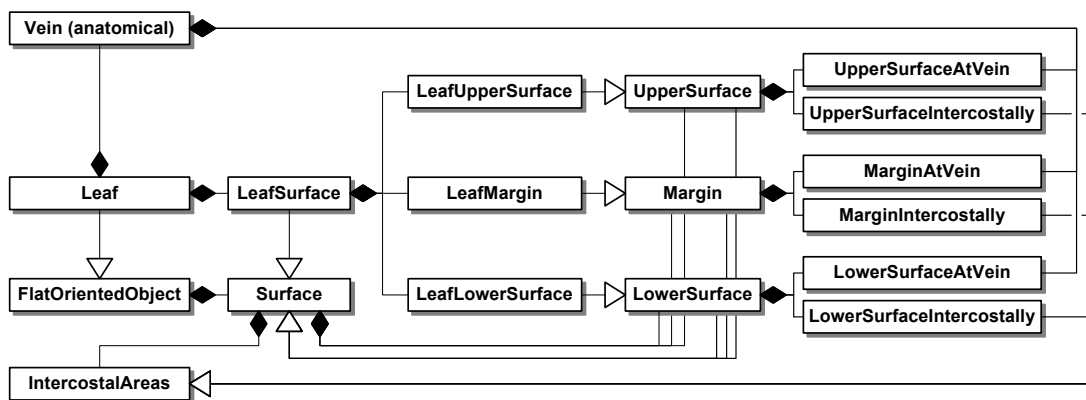 Vein (anatomical)
UpperSurfaceAtVein
LeafUpperSurface
UpperSurface
UpperSurfaceIntercostally
MarginAtVein
Leaf
LeafSurface
LeafMargin
Margin
MarginIntercostally
LowerSurfaceAtVein
FlatOrientedObject
Surface
LeafLowerSurface
LowerSurface
LowerSurfaceIntercostally
IntercostalAreas